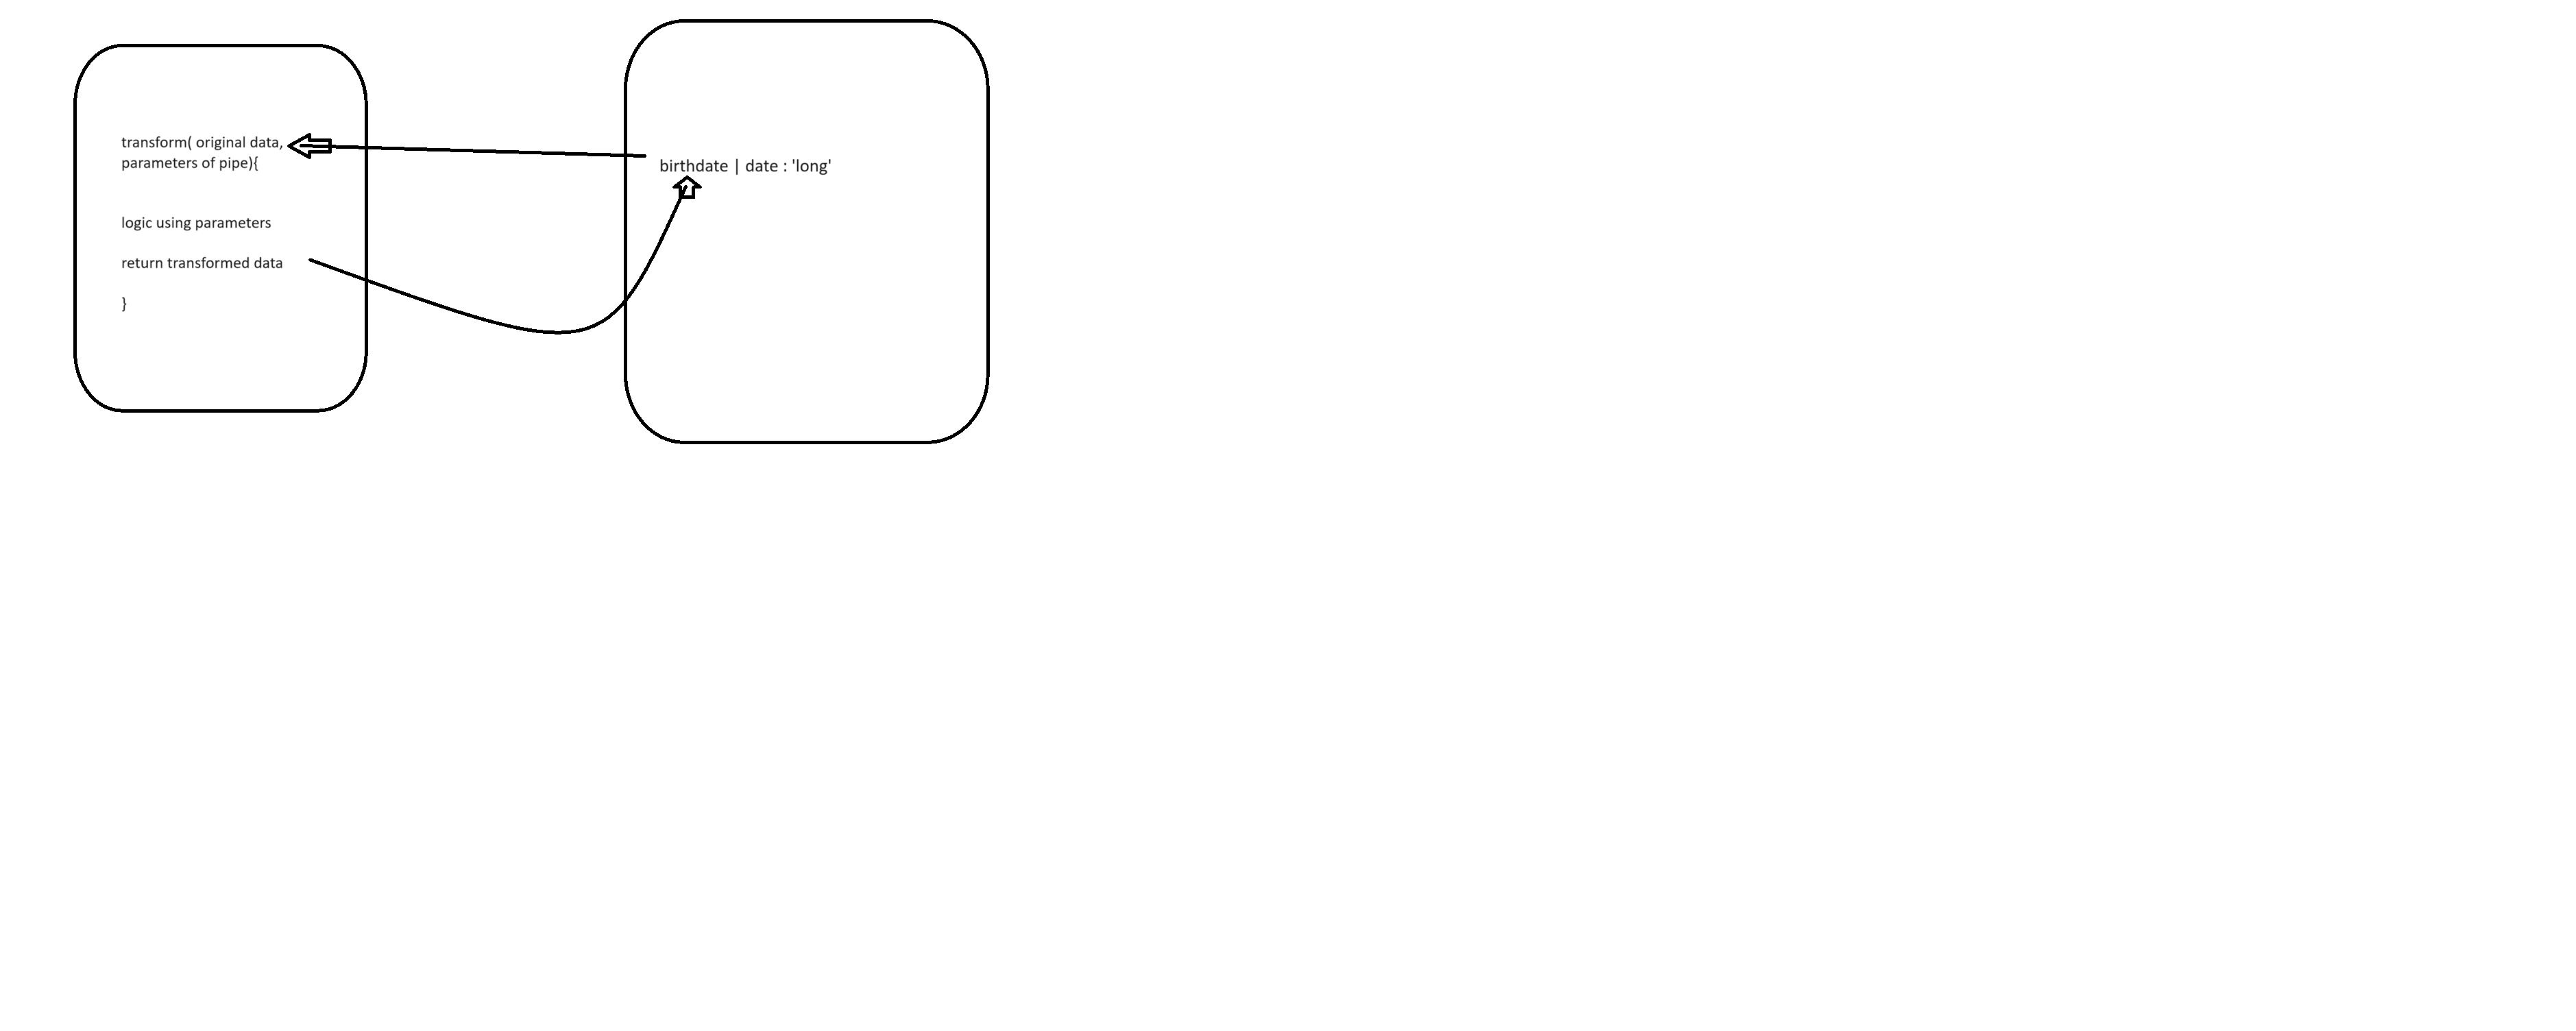 transform( original data,
parameters of pipe){
logic using parameters
return transformed data
}
birthdate | date : 'long'